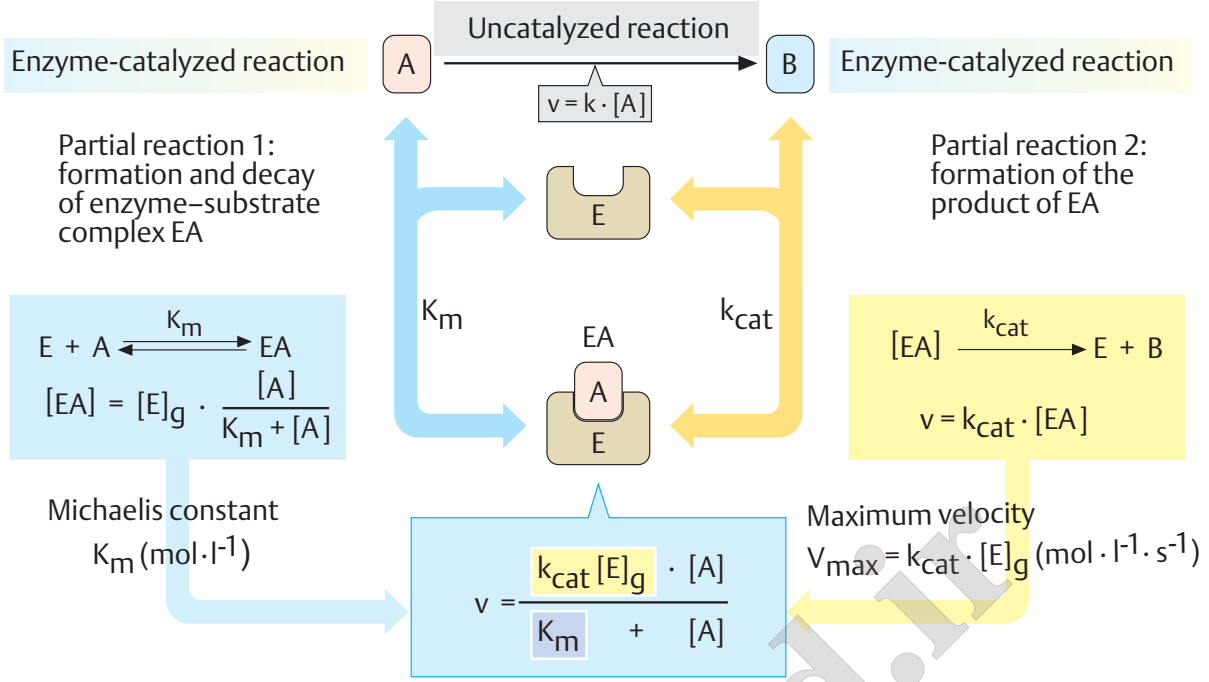 Uncatalyzed reaction
Enzyme-catalyzed reaction
A
B
Enzyme-catalyzed reaction
v = k · [A]
Partial reaction 1:
formation and decay
of enzyme–substrate
complex EA
E
Partial reaction 2:
formation of the
product of EA
Km
kcat
EA
A
E
Km
E + A ⇌ EA
[EA] = [E]g · [A]
Km + [A]
kcat
[EA] → E + B
v = kcat · [EA]
Michaelis constant
Km (mol·l-1)
Maximum velocity
Vmax = kcat · [E]g (mol · l-1 · s-1)
kcat [E]g · [A]
v =
Km + [A]
d.ir